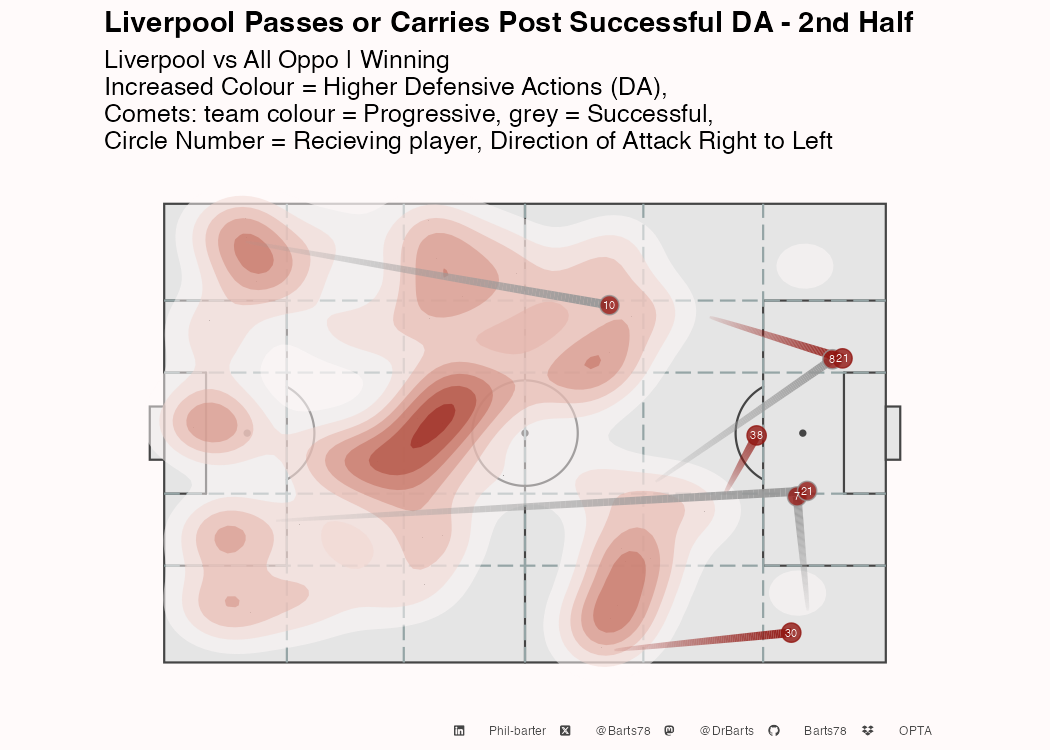 Liverpool Passes or Carries Post Successful DA - 2nd Half
Liverpool vs All Oppo | Winning
Increased Colour = Higher Defensive Actions (DA),
Comets: team colour = Progressive, grey = Successful,
Circle Number = Recieving player, Direction of Attack Right to Left
10
8 21
38
7 21
30
Phil-barter @Barts78 @DrBarts Barts78 OPTA